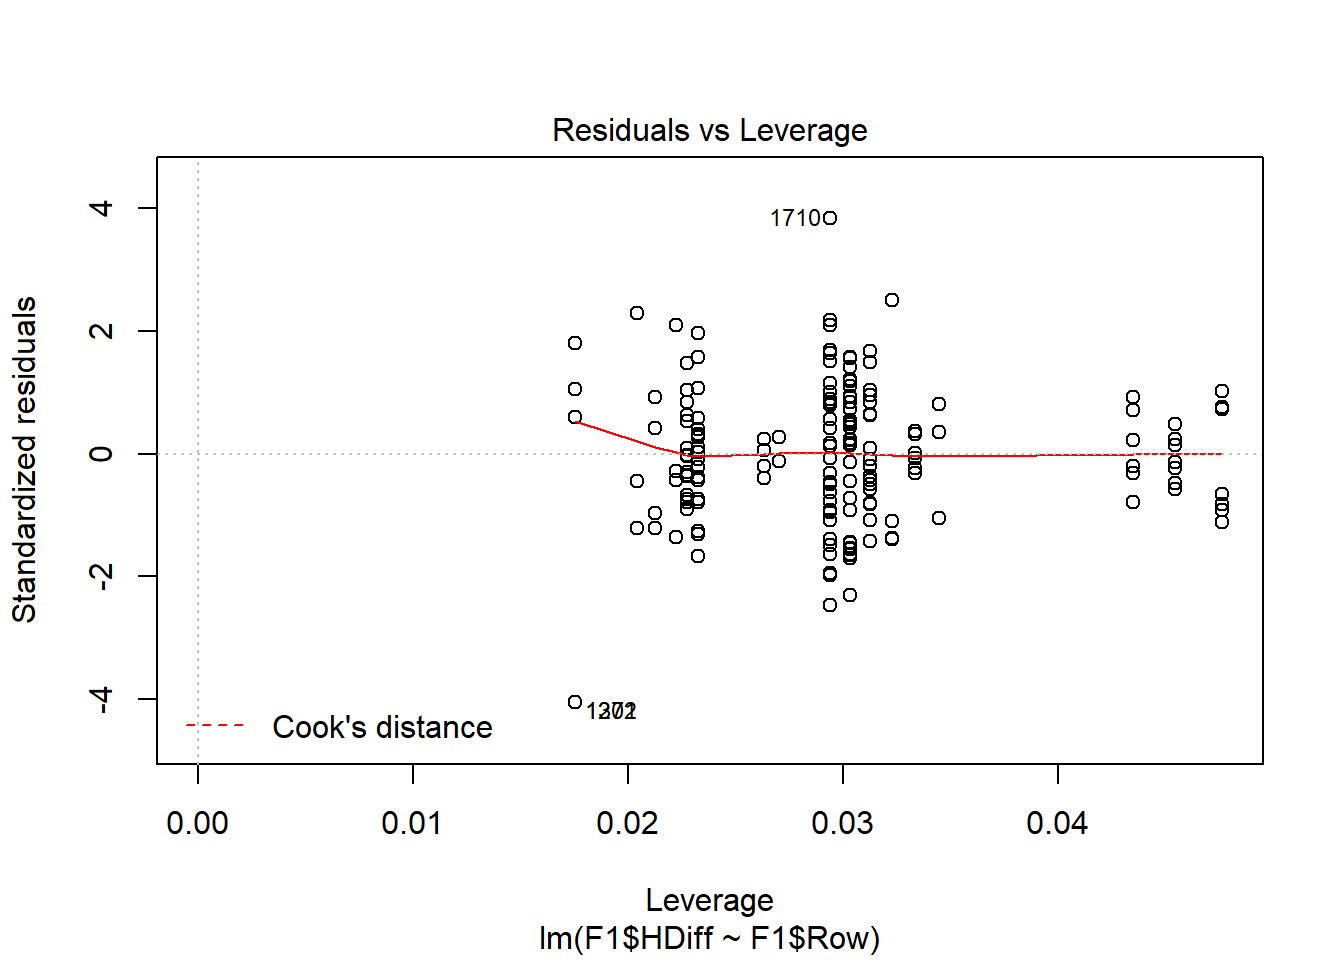 Residuals vs Leverage
Standardized residuals
4
2
0
-2
-4
1710
Cook's distance
0.00 0.01 0.02 0.03 0.04
Leverage
lm(F1$HDiff ~ F1$Row)